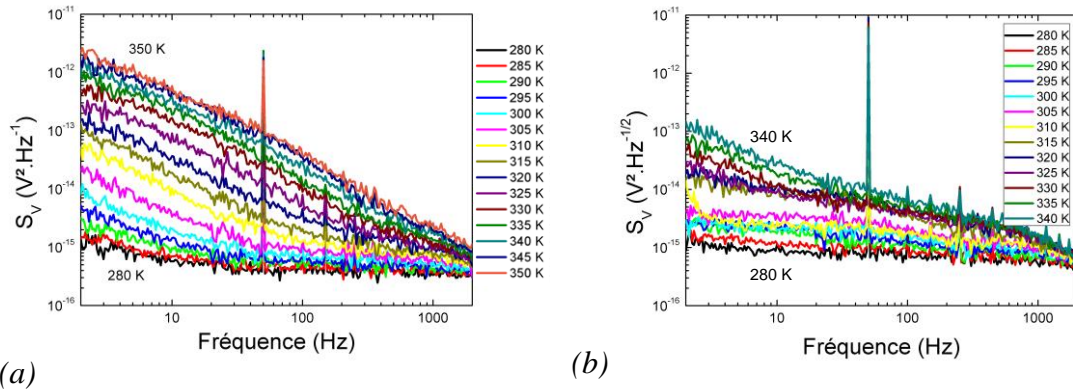 10⁻¹¹
10⁻¹²
10⁻¹³
10⁻¹⁴
10⁻¹⁵
10⁻¹⁶
S_V (V².Hz⁻¹)
350 K
280 K
10
100
1000
Fréquence (Hz)
280 K
285 K
290 K
295 K
300 K
305 K
310 K
315 K
320 K
325 K
330 K
335 K
340 K
345 K
350 K
(a)
10⁻¹¹
10⁻¹²
10⁻¹³
10⁻¹⁴
10⁻¹⁵
10⁻¹⁶
S_V (V².Hz⁻¹/²)
340 K
280 K
10
100
1000
Fréquence (Hz)
280 K
285 K
290 K
295 K
300 K
305 K
310 K
315 K
320 K
325 K
330 K
335 K
340 K
(b)